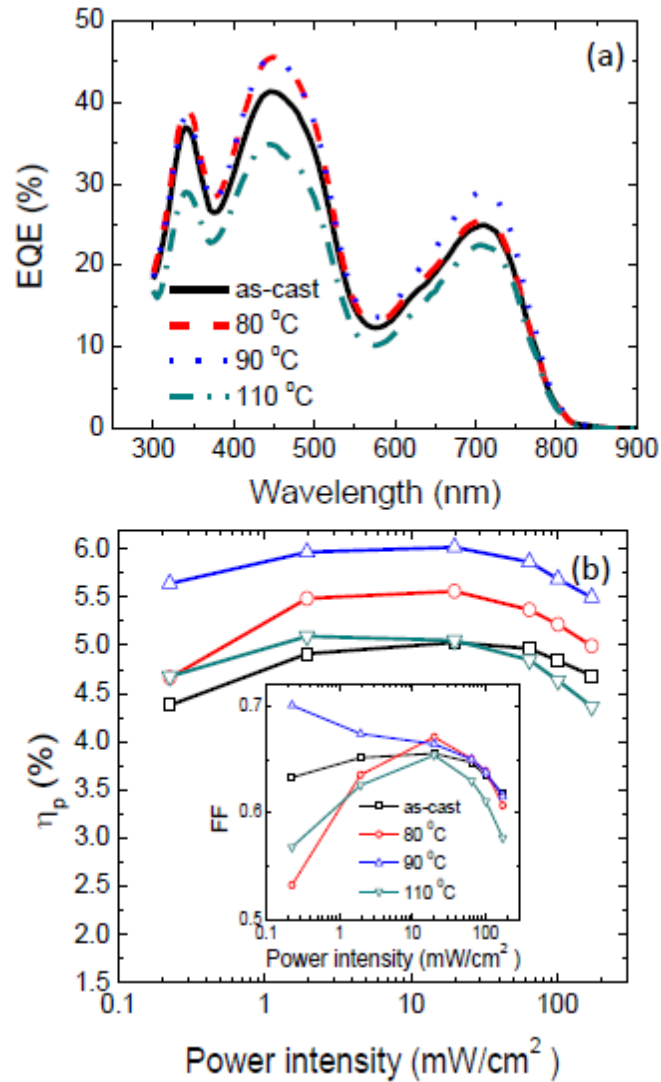 50
(a)
40
30
20
10
0
EQE (%)
as-cast
80 °C
90 °C
110 °C
300 400 500 600 700 800 900
Wavelength (nm)
6.0
(b)
5.5
5.0
4.5
4.0
3.5
3.0
2.5
2.0
1.5
ηp (%)
0.7
0.6
0.5
FF
as-cast
80 °C
90 °C
110 °C
0.1 1 10 100
Power intensity (mW/cm²)
0.1 1 10 100
Power intensity (mW/cm²)